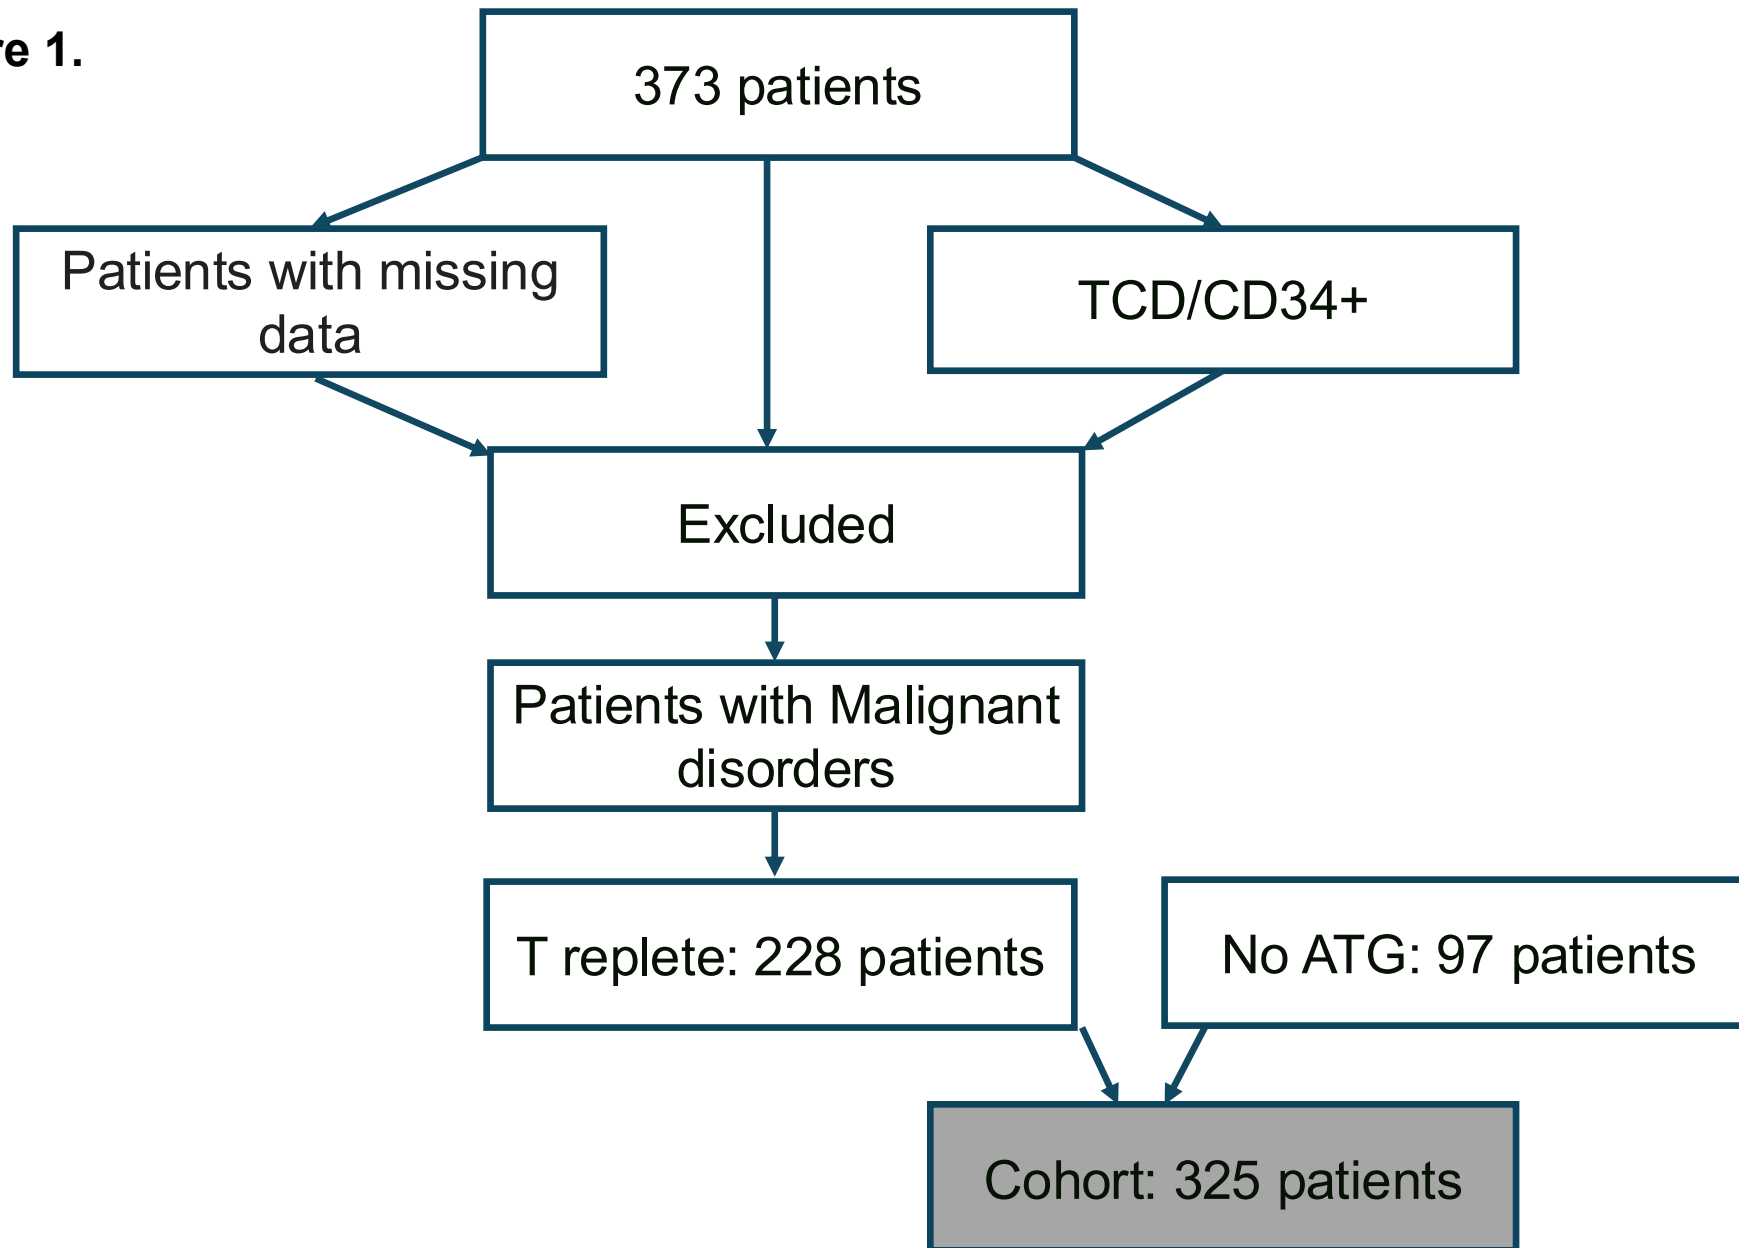 re 1.
373 patients
Patients with missing
data
TCD/CD34+
Excluded
Patients with Malignant
disorders
T replete: 228 patients
No ATG: 97 patients
Cohort: 325 patients